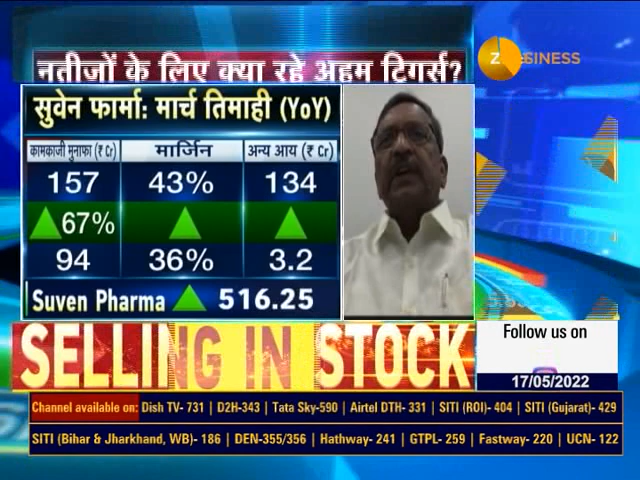 नतीजों के लिए क्या रहे अहम ट्रिगर्स?
Z BUSINESS
सुवेन फार्मा: मार्च तिमाही (YoY)
कामकाजी मुनाफा (₹ Cr) मार्जिन अन्य आय (₹ Cr)
157 43% 134
67%
94 36% 3.2
Suven Pharma 516.25
SELLING IN STOCK
Follow us on
17/05/2022
Channel available on: Dish TV- 731 | D2H-343 | Tata Sky-590 | Airtel DTH- 331 | SITI (ROI)- 404 | SITI (Gujarat)- 429
SITI (Bihar & Jharkhand, WB)- 186 | DEN-355/356 | Hathway- 241 | GTPL- 259 | Fastway- 220 | UCN- 122